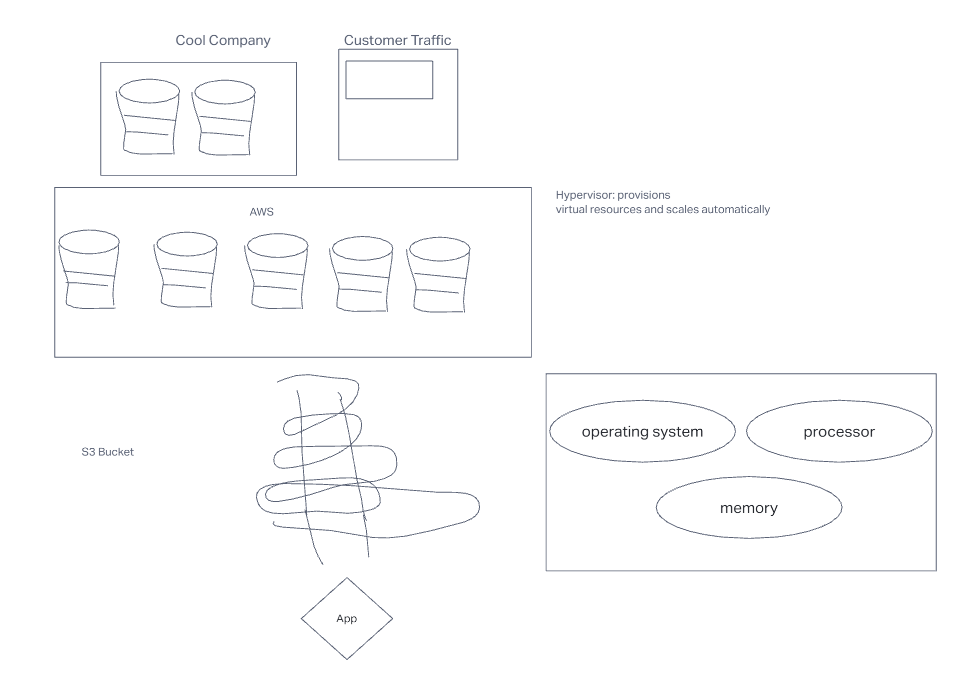 Cool Company
Customer Traffic
Hypervisor: provisions
virtual resources and scales automatically
AWS
operating system
processor
S3 Bucket
memory
App